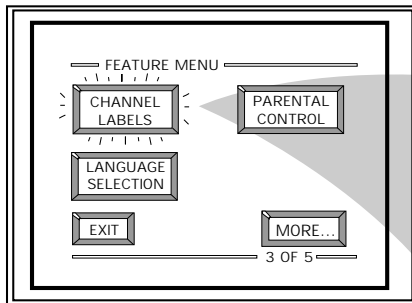 FEATURE MENU
CHANNEL
LABELS
PARENTAL
CONTROL
LANGUAGE
SELECTION
EXIT
MORE...
3 OF 5